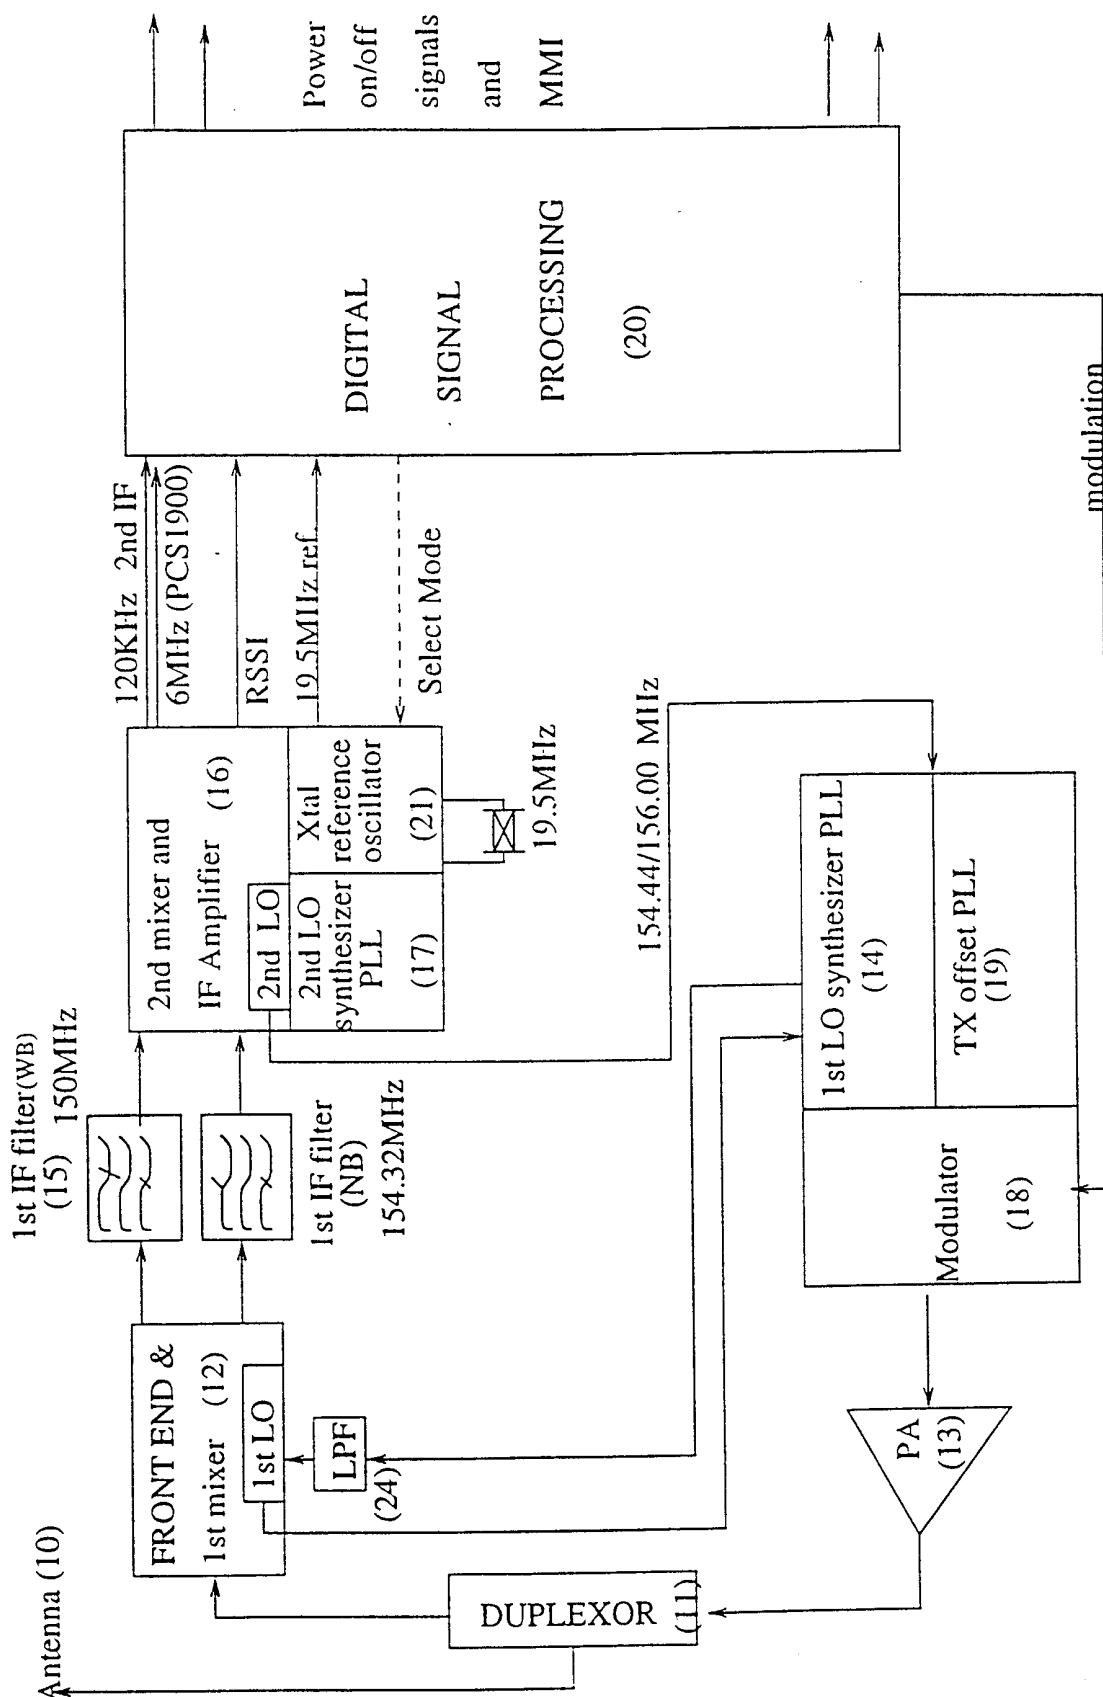 Antenna (10)
DUPLEXOR
(11)
FRONT END &
1st mixer (12)
1st LO
LPF
(24)
1st IF filter(WB)
(15) 150MHz
1st IF filter
(NB)
154.32MHz
2nd mixer and
IF Amplifier (16)
2nd LO
2nd LO
synthesizer
PLL
(17)
Xtal
reference
oscillator
(21)
19.5MHz
120KHz 2nd IF
6MHz (PCS1900)
RSSI
19.5MHz ref.
Select Mode
DIGITAL
SIGNAL
PROCESSING
(20)
Power
on/off
signals
and
MMI
154.44/156.00 MHz
PA
(13)
Modulator
(18)
1st LO synthesizer PLL
(14)
TX offset PLL
(19)
modulation